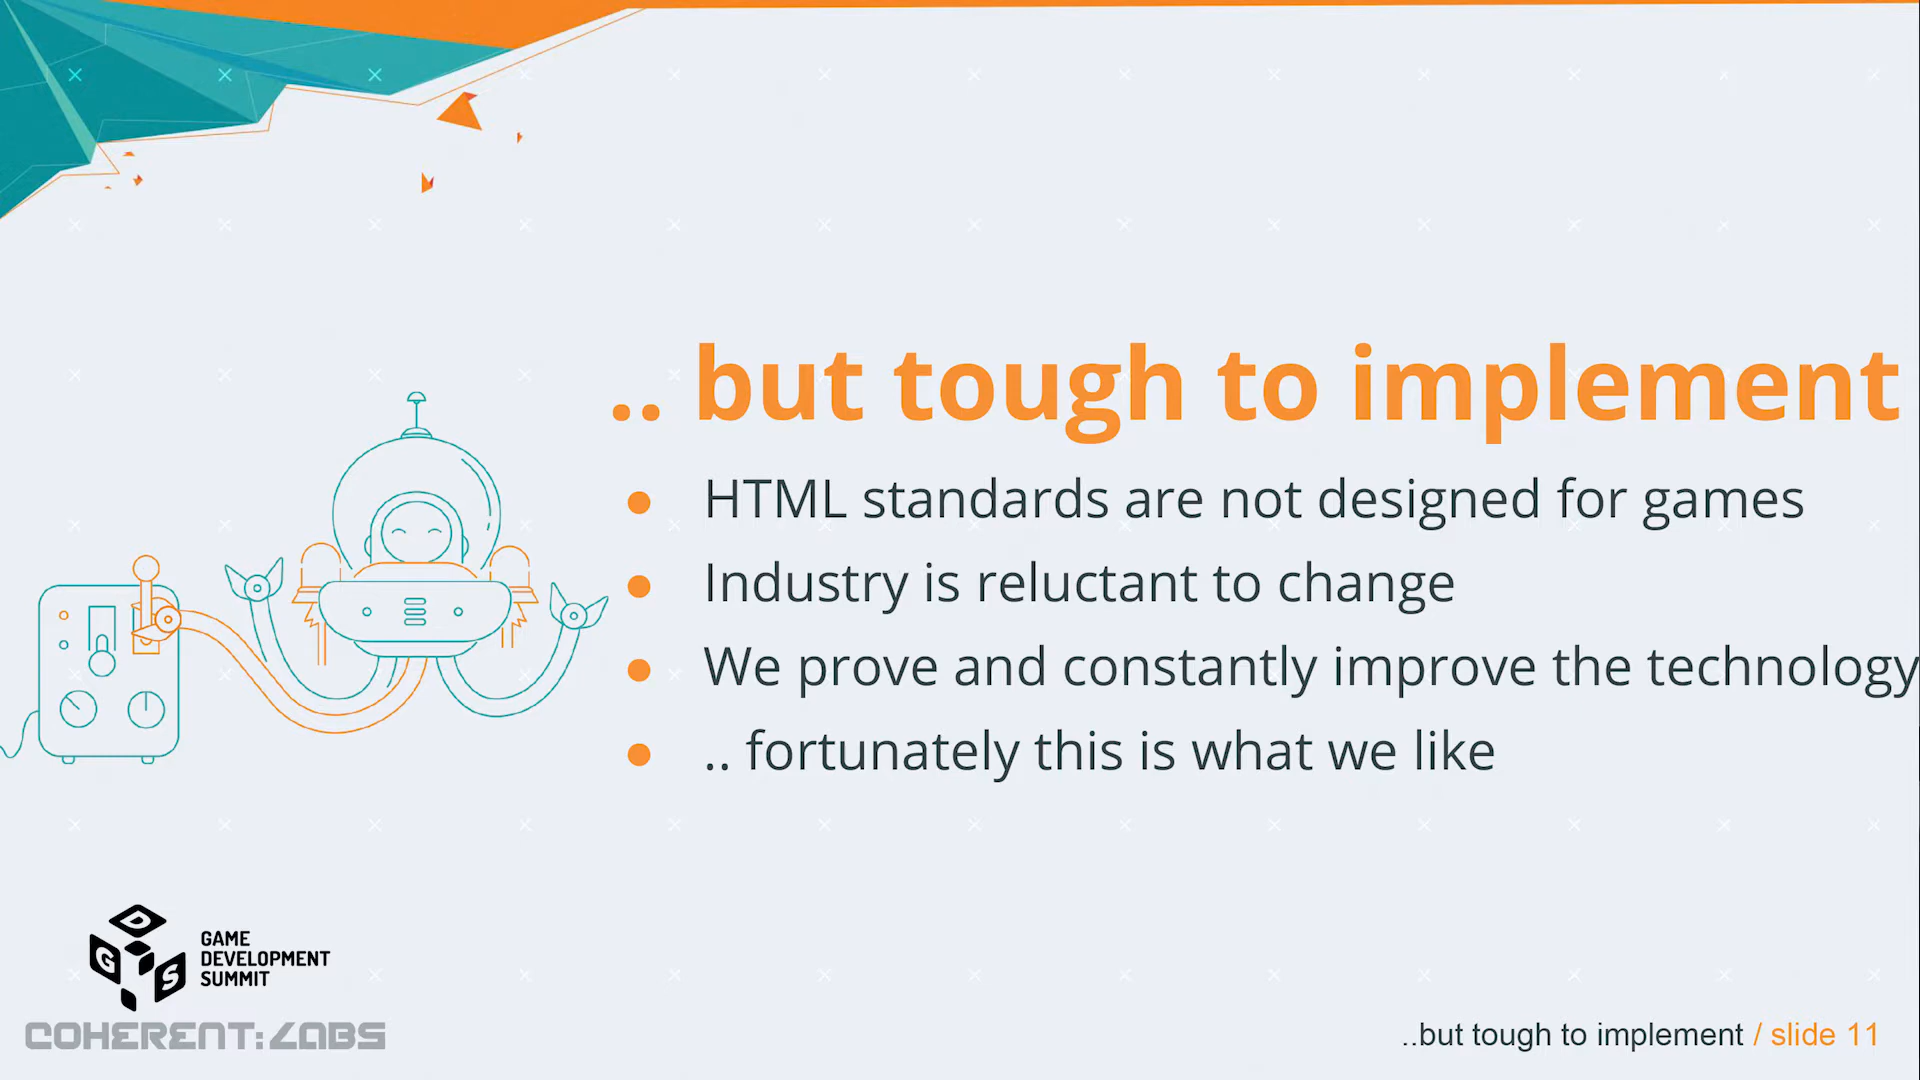 .. but tough to implement
HTML standards are not designed for games
Industry is reluctant to change
We prove and constantly improve the technology
.. fortunately this is what we like
D
G S
GAME
DEVELOPMENT
SUMMIT
COHERENT:LABS
..but tough to implement / slide 11